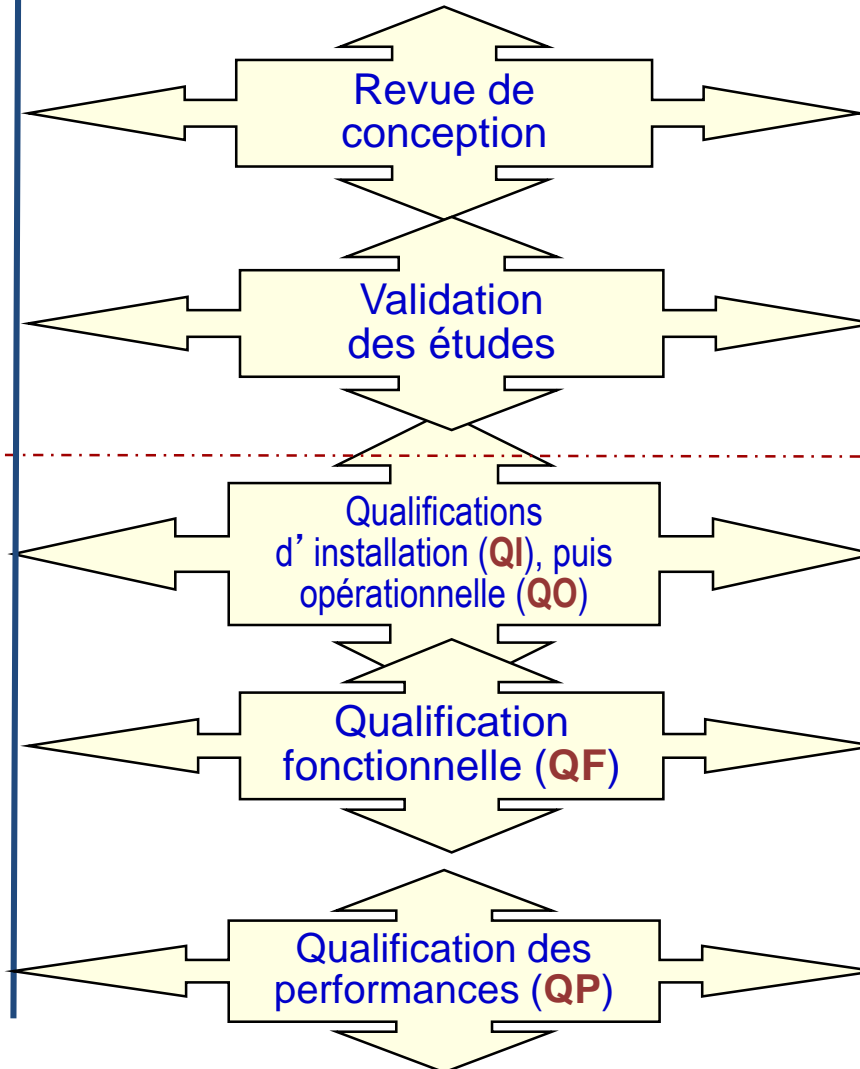 Revue de
conception
Validation
des études
Qualifications
d’ installation (QI), puis
opérationnelle (QO)
Qualification
fonctionnelle (QF)
Qualification des
performances (QP)